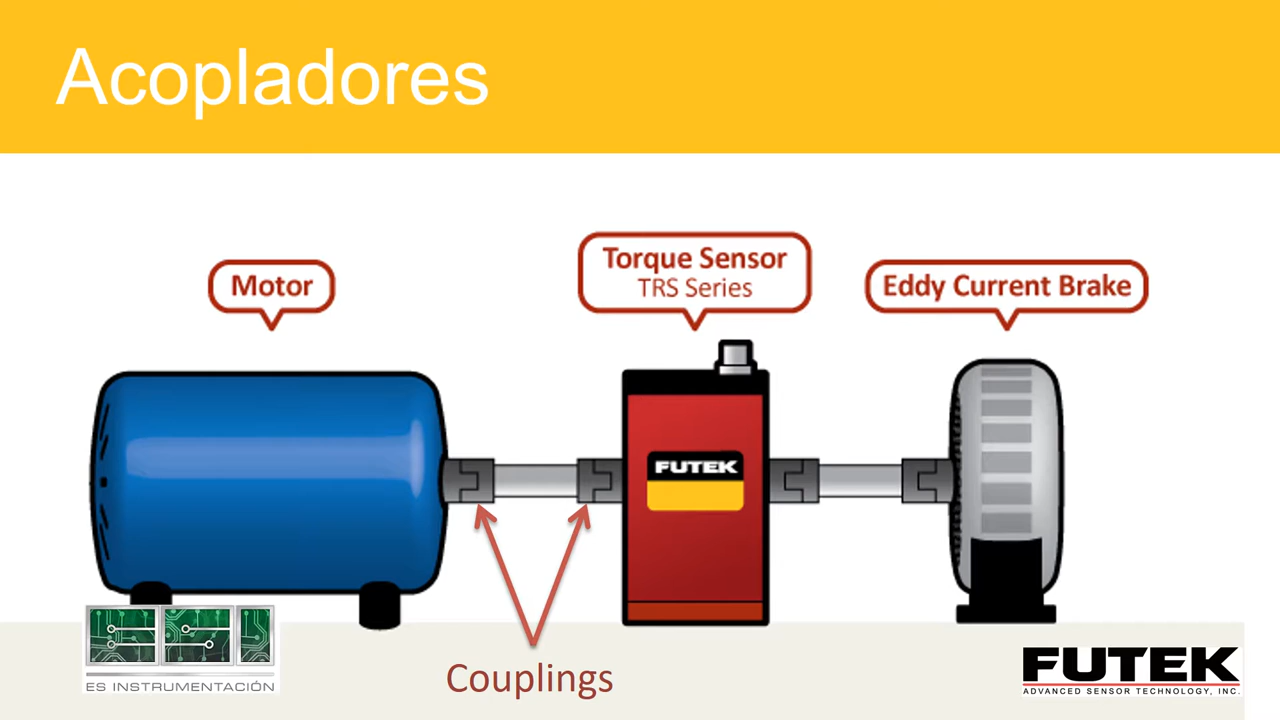 Acopladores
Motor
Torque Sensor
TRS Series
Eddy Current Brake
FUTEK
Couplings
ES INSTRUMENTACIÓN
FUTEK
ADVANCED SENSOR TECHNOLOGY, INC.